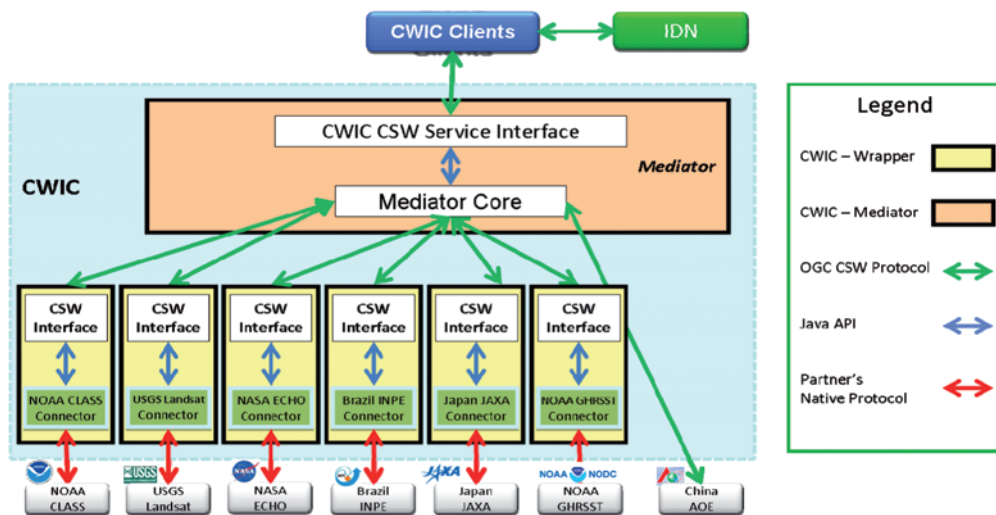 CWIC Clients
IDN
CWIC
CWIC CSW Service Interface
Mediator
Mediator Core
CSW
Interface
CSW
Interface
CSW
Interface
CSW
Interface
CSW
Interface
CSW
Interface
NOAA CLASS
Connector
USGS Landsat
Connector
NASA ECHO
Connector
Brazil INPE
Connector
Japan JAXA
Connector
NOAA GHRSST
Connector
USGS
NASA
JAXA
NOAA
NODC
NOAA
CLASS
USGS
Landsat
NASA
ECHO
Brazil
INPE
Japan
JAXA
NOAA
GHRSST
China
AOE
Legend
CWIC – Wrapper
CWIC – Mediator
OGC CSW Protocol
Java API
Partner's
Native Protocol